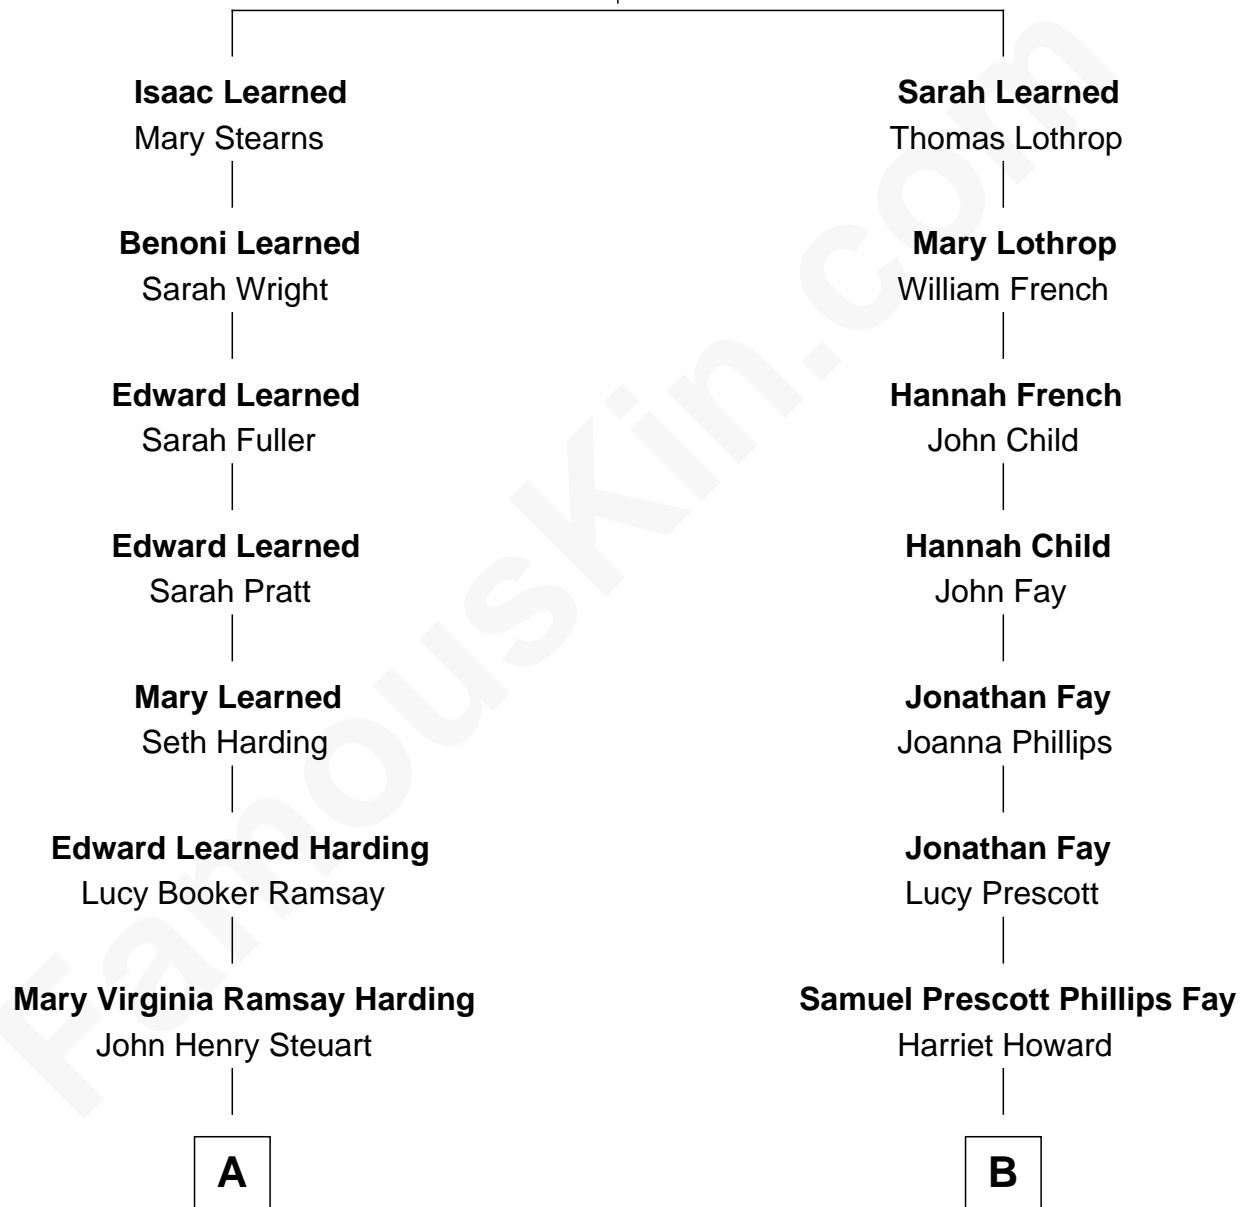 Isaac Learned
Mary Stearns
Benoni Learned
Sarah Wright
Edward Learned
Sarah Fuller
Edward Learned
Sarah Pratt
Mary Learned
Seth Harding
Edward Learned Harding
Lucy Booker Ramsay
Mary Virginia Ramsay Harding
John Henry Steuart
A
Sarah Learned
Thomas Lothrop
Mary Lothrop
William French
Hannah French
John Child
Hannah Child
John Fay
Jonathan Fay
Joanna Phillips
Jonathan Fay
Lucy Prescott
Samuel Prescott Phillips Fay
Harriet Howard
B
FamousKin.com